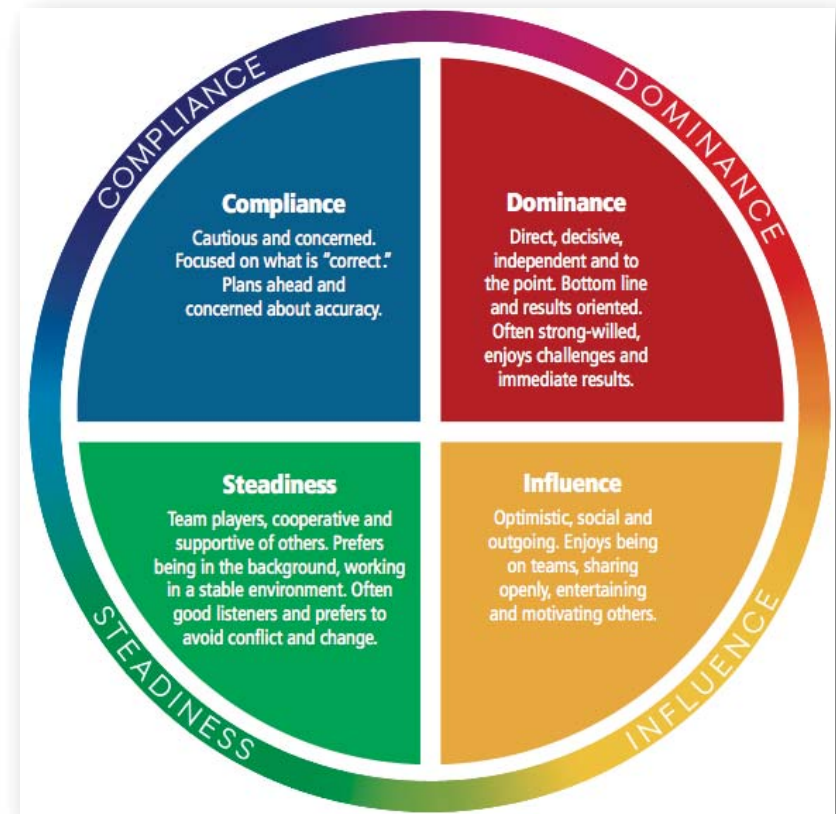 COMPLIANCE
DOMINANCE
Compliance
Cautious and concerned.
Focused on what is “correct.”
Plans ahead and
concerned about accuracy.
Dominance
Direct, decisive,
independent and to
the point. Bottom line
and results oriented.
Often strong-willed,
enjoys challenges and
immediate results.
Steadiness
Team players, cooperative and
supportive of others. Prefers
being in the background, working
in a stable environment. Often
good listeners and prefers to
avoid conflict and change.
Influence
Optimistic, social and
outgoing. Enjoys being
on teams, sharing
openly, entertaining
and motivating others.
STEADINESS
INFLUENCE